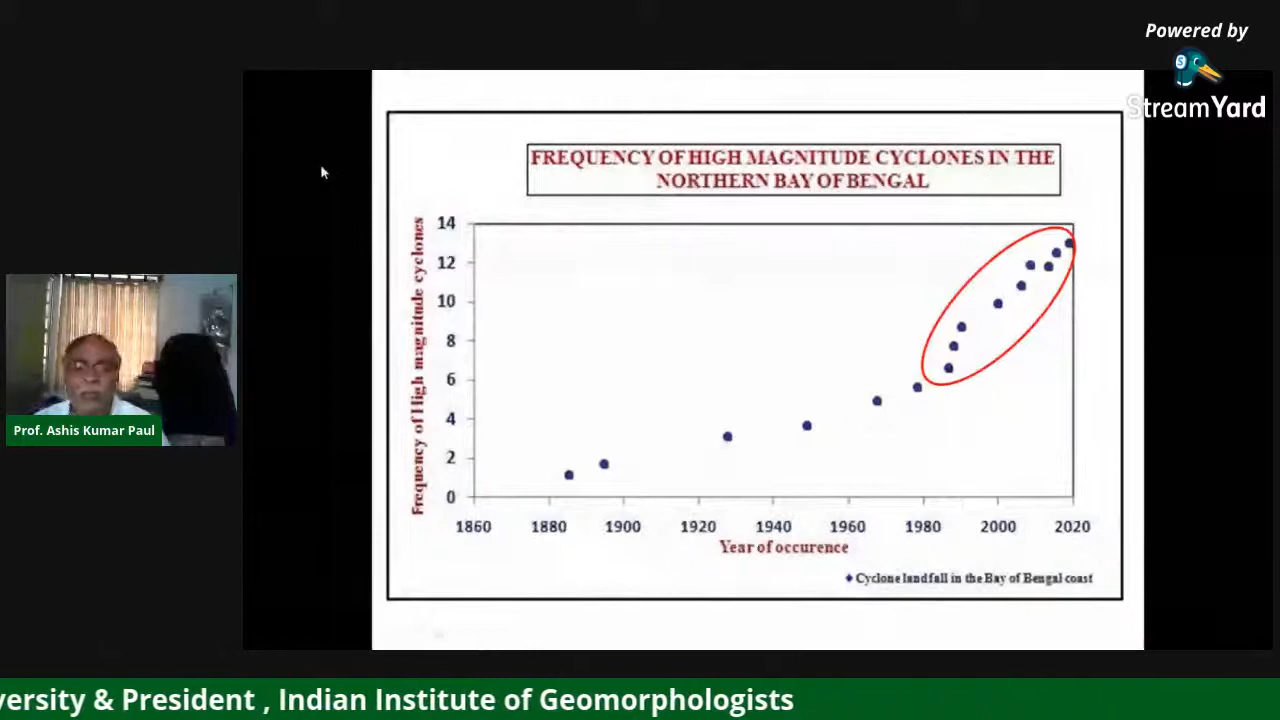 Powered by
S
StreamYard
FREQUENCY OF HIGH MAGNITUDE CYCLONES IN THE
NORTHERN BAY OF BENGAL
Frequency of High magnitude cyclones
14
12
10
8
6
4
2
0
1860 1880 1900 1920 1940 1960 1980 2000 2020
Year of occurence
Cyclone landfall in the Bay of Bengal coast
Prof. Ashis Kumar Paul
versity & President , Indian Institute of Geomorphologists